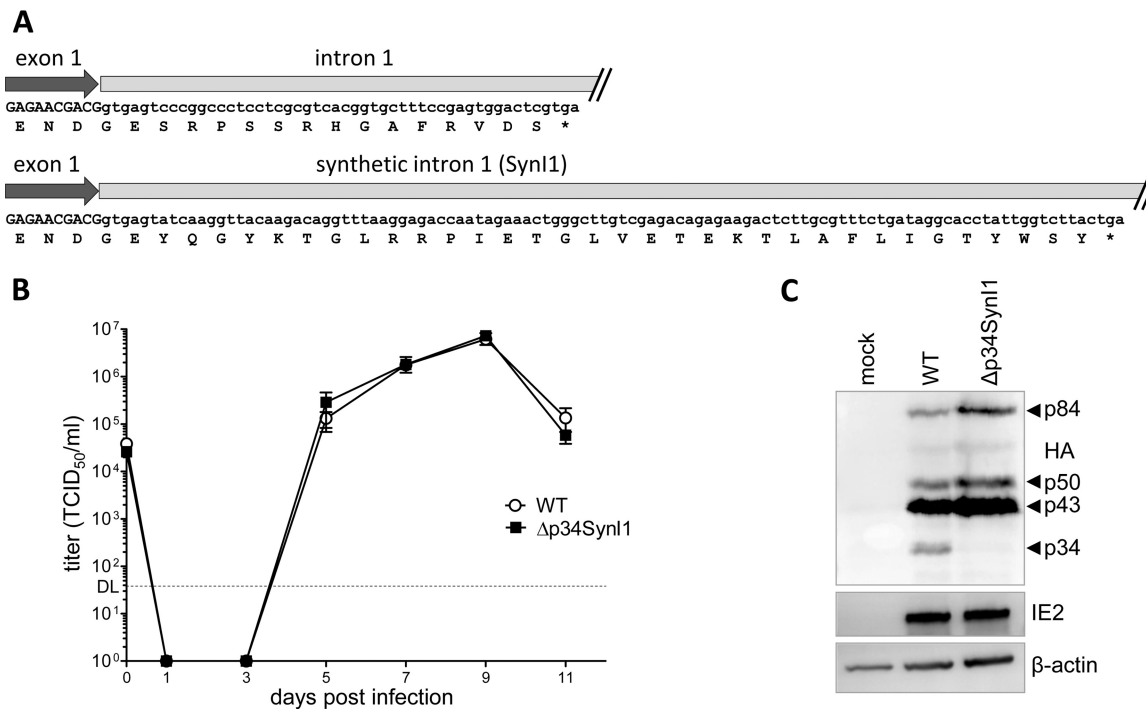 A
exon 1 intron 1
GAGAACGACGgtgagtcccggccctcctcgcgtcacggtgctttccgagtggactcgtga
E N D G E S R P S S R H G A F R V D S *
exon 1 synthetic intron 1 (SynI1)
GAGAACGACGgtgagtatcaaggttacaagacaggtttaaggagaccaatagaaactgggcttgtcgagacagagaagactcttgcgtttctgataggcacctattggtcttactga
E N D G E Y Q G Y K T G L R R P I E T G L V E T E K T L A F L I G T Y W S Y *
B
titer (TCID50/ml)
10^7
10^6
10^5
10^4
10^3
10^2
DL
10^1
10^0
0 1 3 5 7 9 11
days post infection
WT
Δp34SynI1
C
mock WT Δp34SynI1
p84
HA
p50
p43
p34
IE2
β-actin